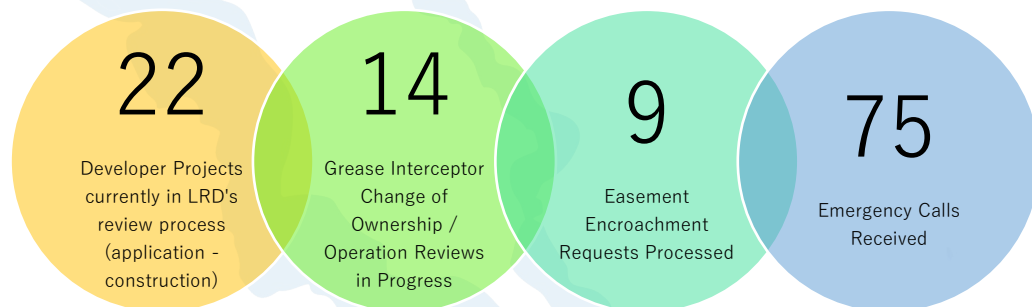 22
Developer Projects
currently in LRD's
review process
(application -
construction)
14
Grease Interceptor
Change of
Ownership /
Operation Reviews
in Progress
9
Easement
Encroachment
Requests Processed
75
Emergency Calls
Received